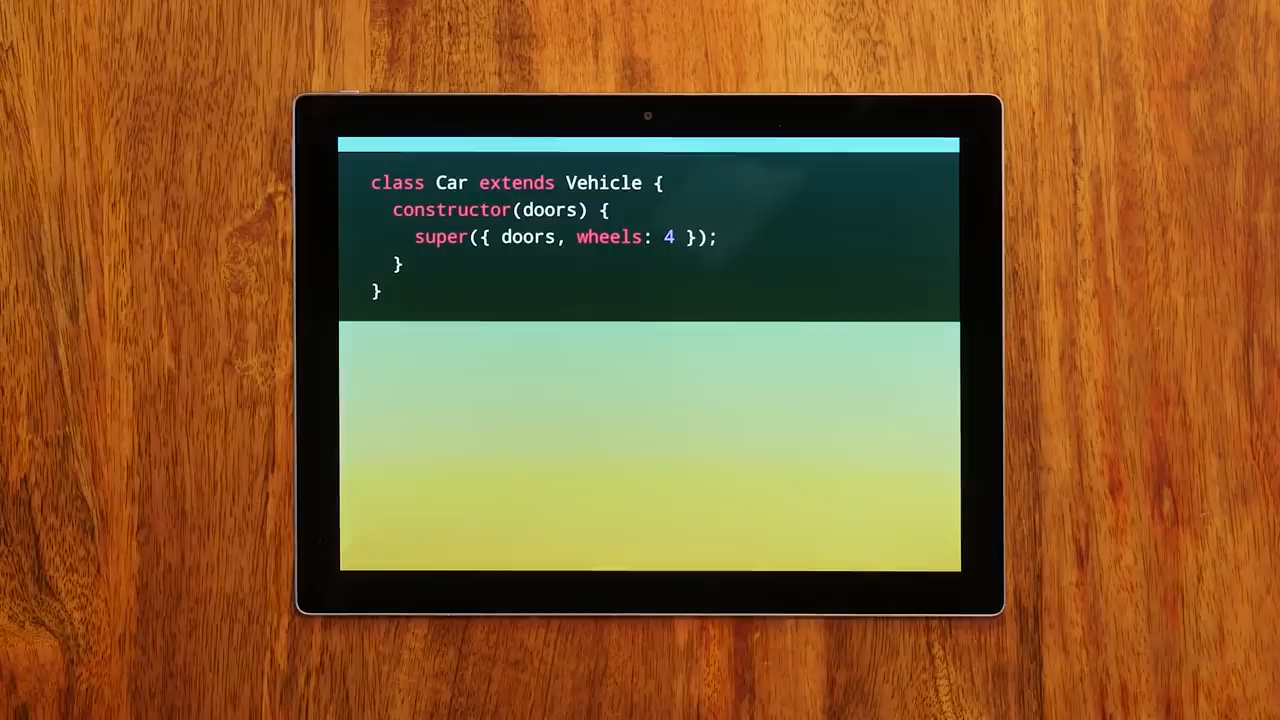 class Car extends Vehicle {
  constructor(doors) {
    super({ doors, wheels: 4 });
  }
}